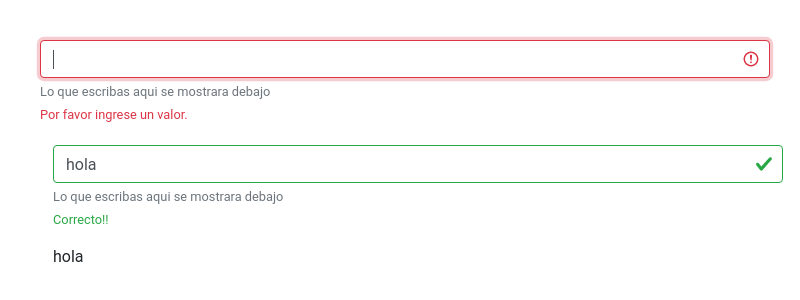 Lo que escribas aqui se mostrara debajo
Por favor ingrese un valor.
hola
Lo que escribas aqui se mostrara debajo
Correcto!!
hola